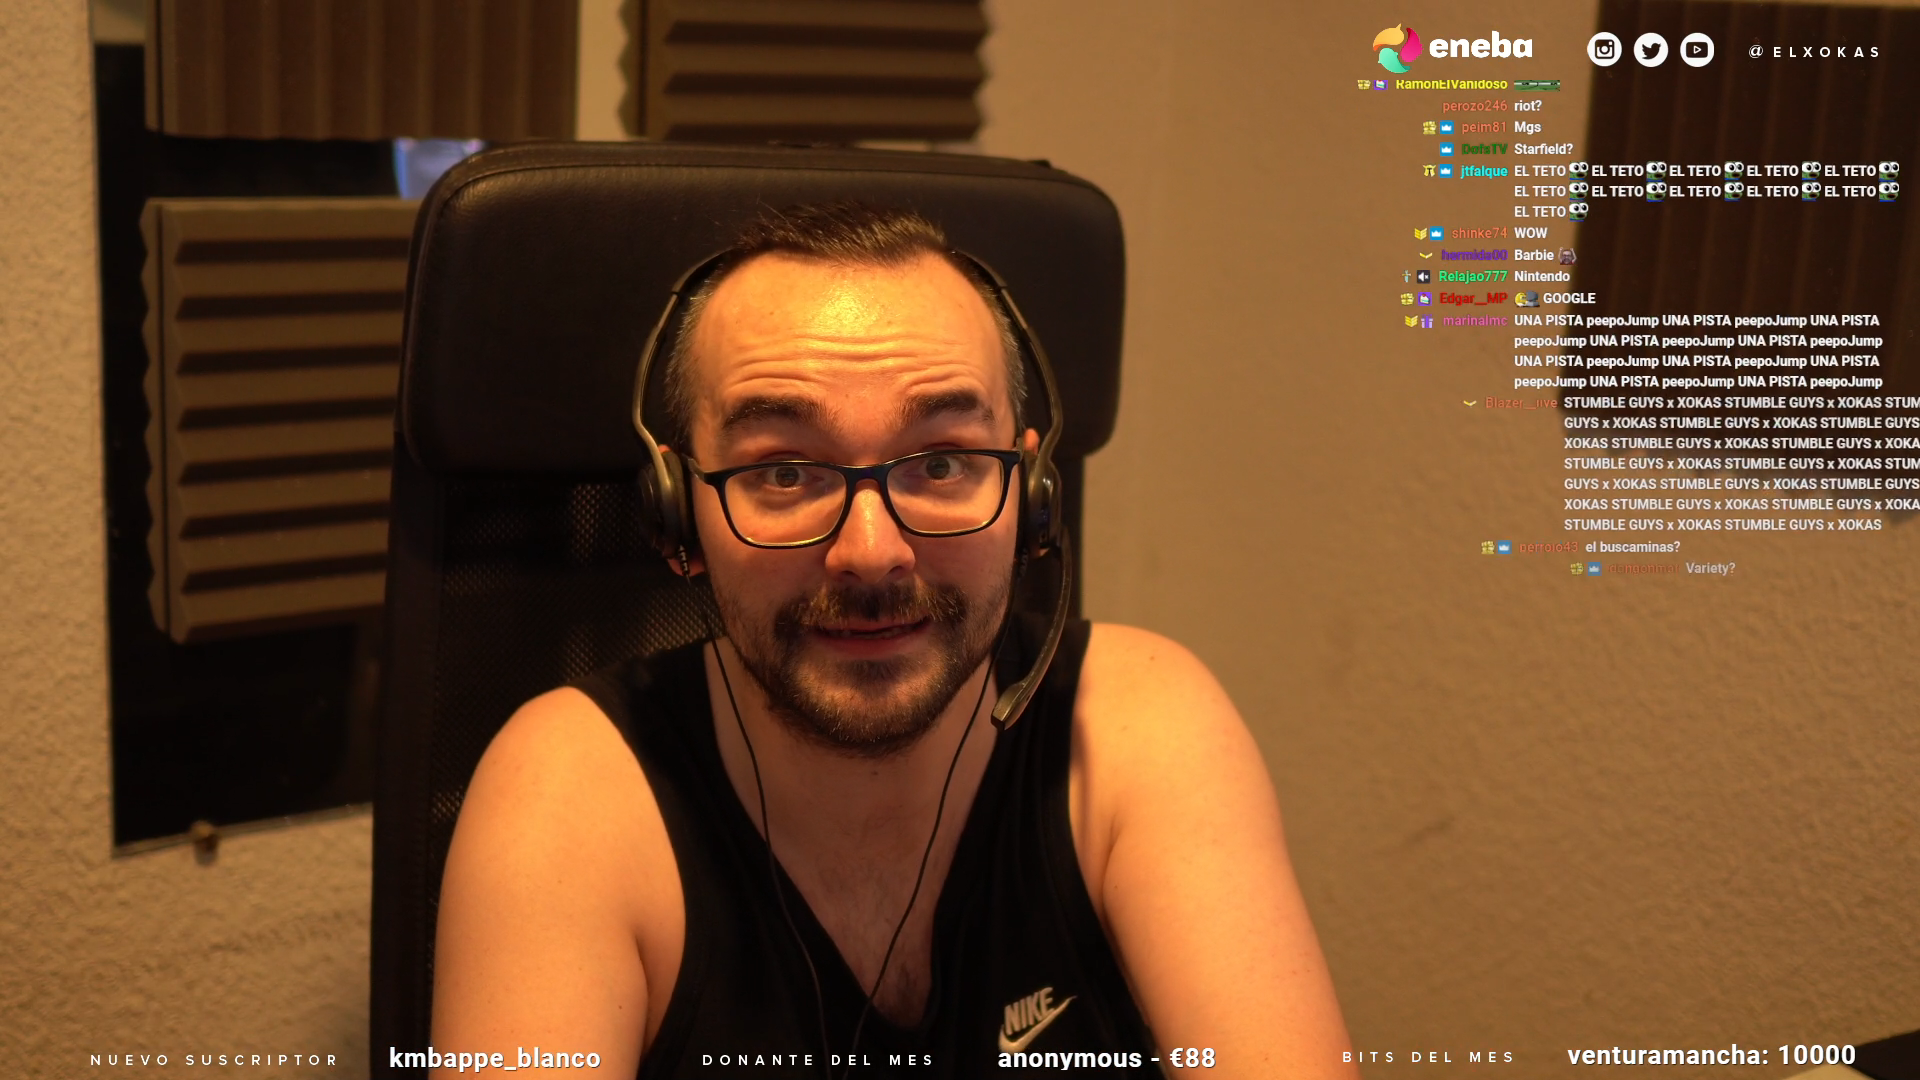 eneba
@ELXOKAS
RamonElVanidoso
perozo246 riot?
peim81 Mgs
DofsTV Starfield?
jtfalque EL TETO EL TETO EL TETO EL TETO EL TETO
EL TETO EL TETO EL TETO EL TETO EL TETO
EL TETO
shinke74 WOW
hermida00 Barbie
Relajao777 Nintendo
Edgar__MP GOOGLE
marinalmc UNA PISTA peepoJump UNA PISTA peepoJump UNA PISTA
peepoJump UNA PISTA peepoJump UNA PISTA peepoJump
UNA PISTA peepoJump UNA PISTA peepoJump UNA PISTA
peepoJump UNA PISTA peepoJump UNA PISTA peepoJump
Blazer__live STUMBLE GUYS x XOKAS STUMBLE GUYS x XOKAS STUM
GUYS x XOKAS STUMBLE GUYS x XOKAS STUMBLE GUYS
XOKAS STUMBLE GUYS x XOKAS STUMBLE GUYS x XOKA
STUMBLE GUYS x XOKAS STUMBLE GUYS x XOKAS STUM
GUYS x XOKAS STUMBLE GUYS x XOKAS STUMBLE GUYS
XOKAS STUMBLE GUYS x XOKAS STUMBLE GUYS x XOKA
STUMBLE GUYS x XOKAS STUMBLE GUYS x XOKAS
perrolo43 el buscaminas?
Variety?
NIKE
NUEVO SUSCRIPTOR kmbappe_blanco DONANTE DEL MES anonymous - €88 BITS DEL MES venturamancha: 10000